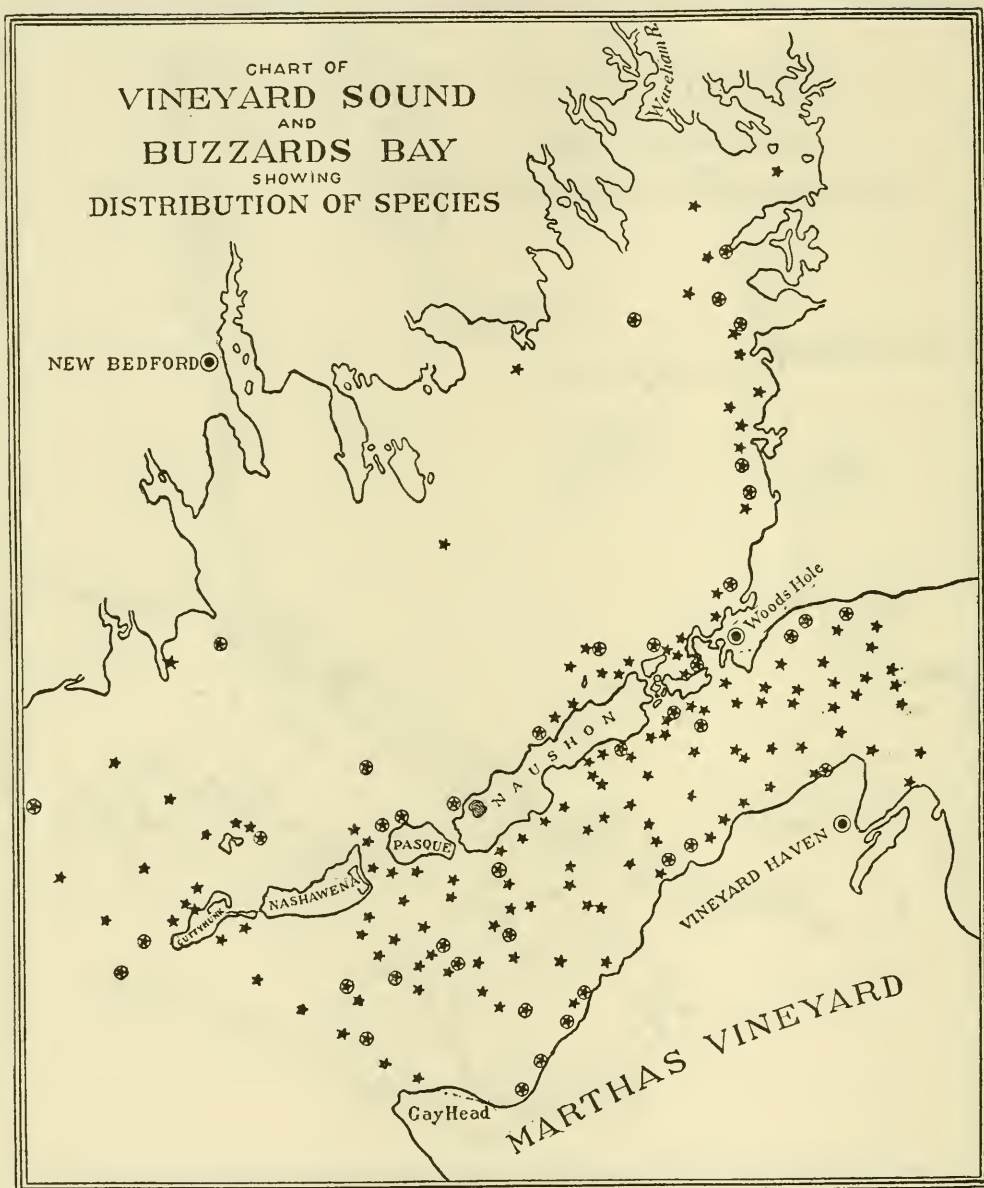 CHART OF
VINEYARD SOUND
AND
BUZZARDS BAY
SHOWING
DISTRIBUTION OF SPECIES
Wareham R.
NEW BEDFORD
Woods Hole
NAUSHON
PASQUE
NASHAWENA
CUTTYHUNK
VINEYARD HAVEN
MARTHAS VINEYARD
Gay Head